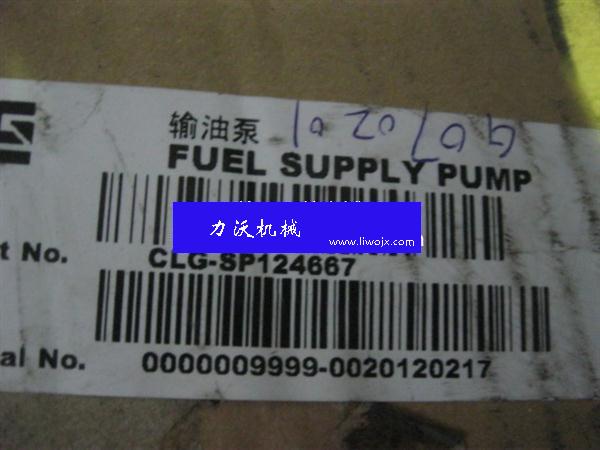 输油泵
FUEL SUPPLY PUMP
力沃机械
www.liwojx.com
t No.
CLG-SP124667
al No.
0000009999-0020120217